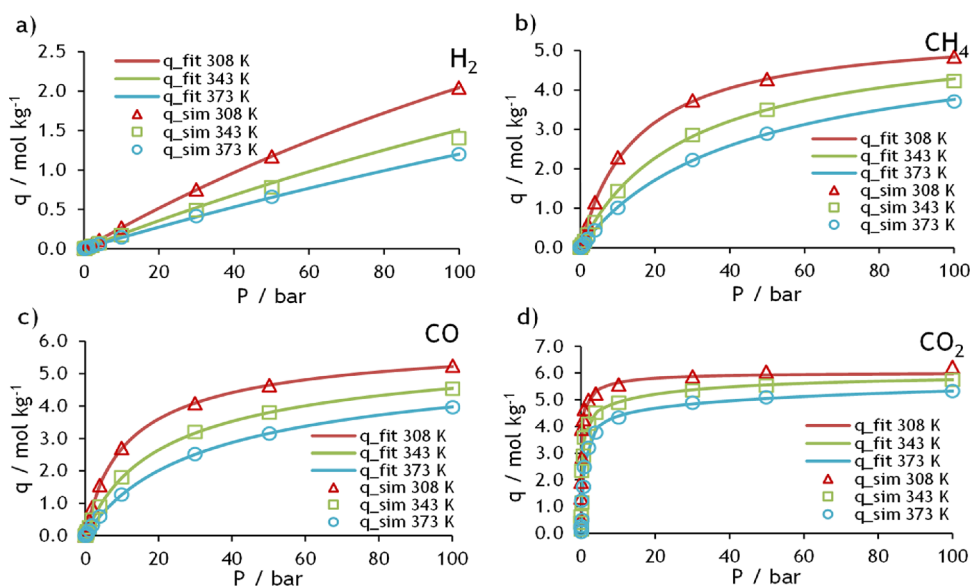 a)
H2
2.5
2.0
1.5
1.0
0.5
0.0
q / mol kg-1
q_fit 308 K
q_fit 343 K
q_fit 373 K
q_sim 308 K
q_sim 343 K
q_sim 373 K
0 20 40 60 80 100
P / bar
b)
CH4
5.0
4.0
3.0
2.0
1.0
0.0
q / mol kg-1
q_fit 308 K
q_fit 343 K
q_fit 373 K
q_sim 308 K
q_sim 343 K
q_sim 373 K
0 20 40 60 80 100
P / bar
c)
CO
6.0
5.0
4.0
3.0
2.0
1.0
0.0
q / mol kg-1
q_fit 308 K
q_fit 343 K
q_fit 373 K
q_sim 308 K
q_sim 343 K
q_sim 373 K
0 20 40 60 80 100
P / bar
d)
CO2
7.0
6.0
5.0
4.0
3.0
2.0
1.0
0.0
q / mol kg-1
q_fit 308 K
q_fit 343 K
q_fit 373 K
q_sim 308 K
q_sim 343 K
q_sim 373 K
0 20 40 60 80 100
P / bar